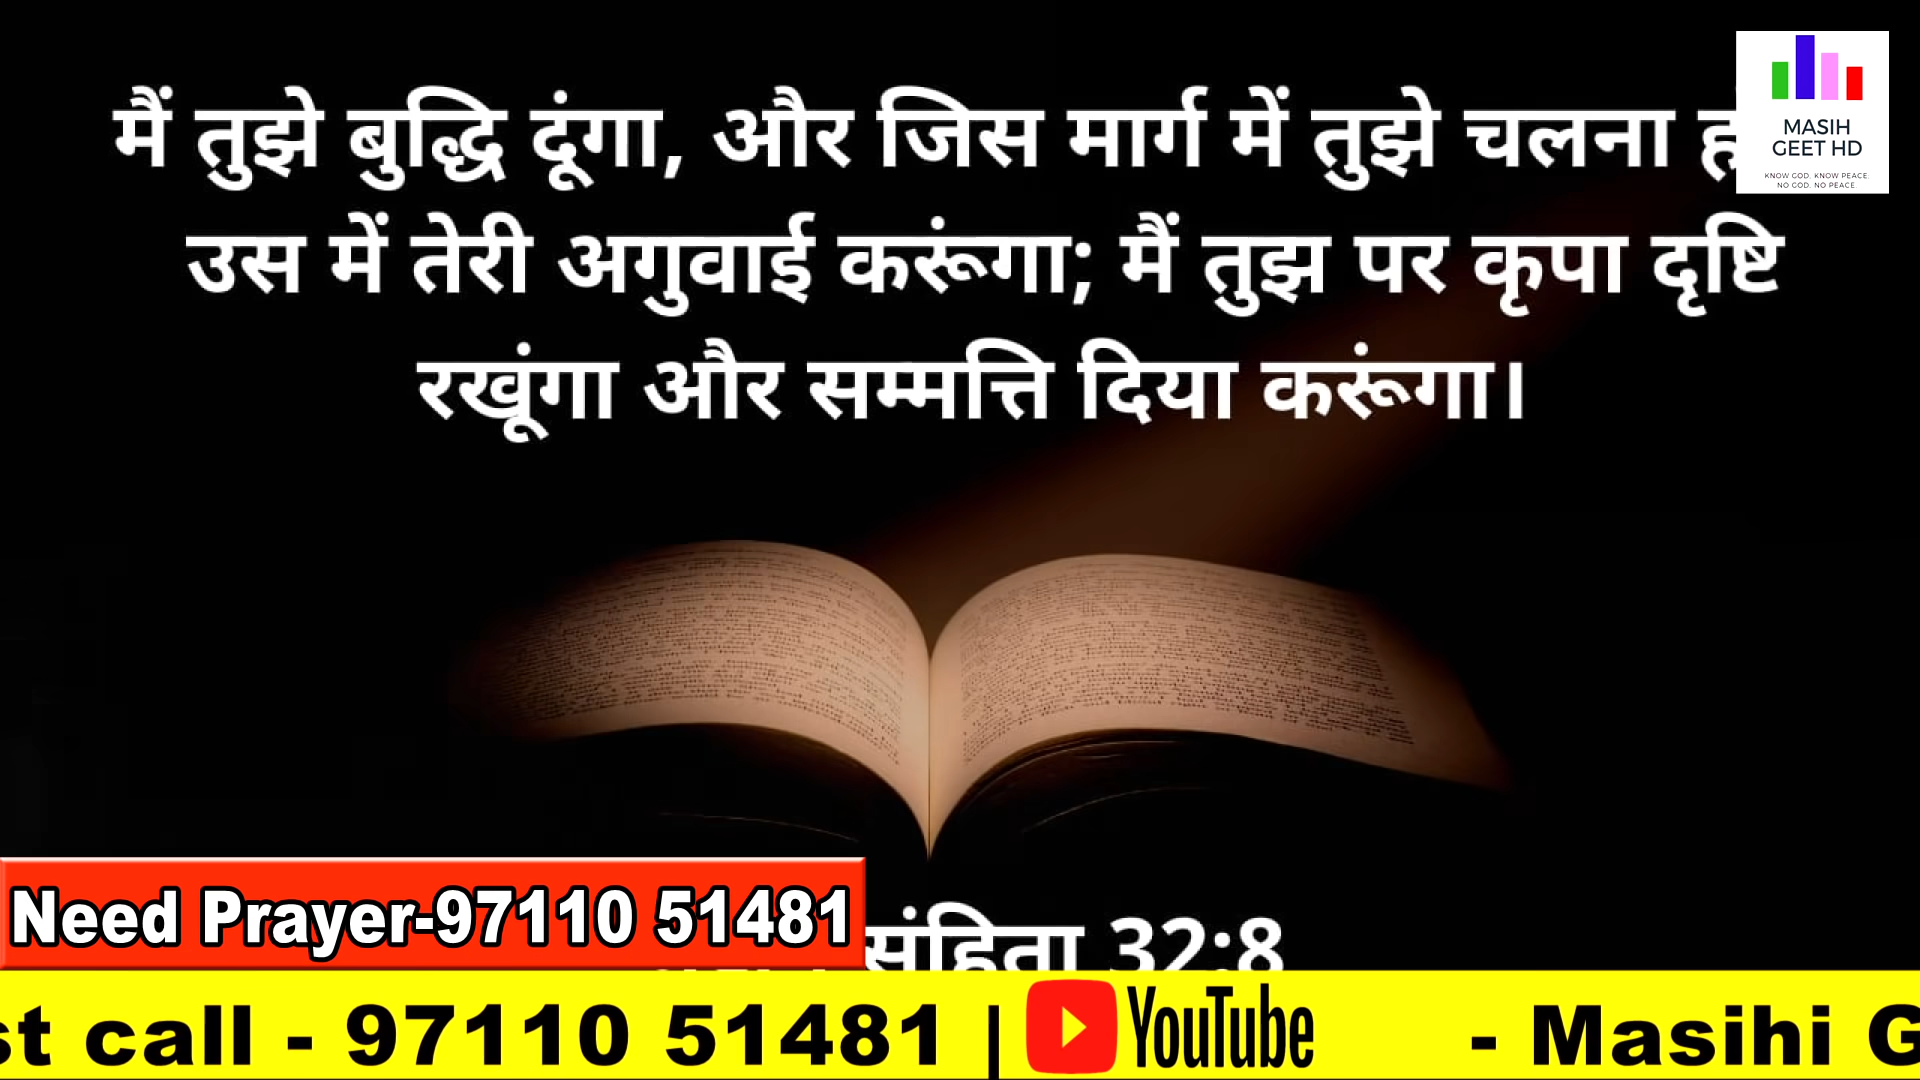 मैं तुझे बुद्धि दूंगा, और जिस मार्ग में तुझे चलना
उस में तेरी अगुवाई करूंगा; मैं तुझ पर कृपा दृष्टि
रखूंगा और सम्मत्ति दिया करूंगा।
MASIH
GEET HD
KNOW GOD. KNOW PEACE.
NO GOD. NO PEACE.
Need Prayer-97110 51481
संहिता 32:8
call - 97110 51481 | YouTube - Masihi